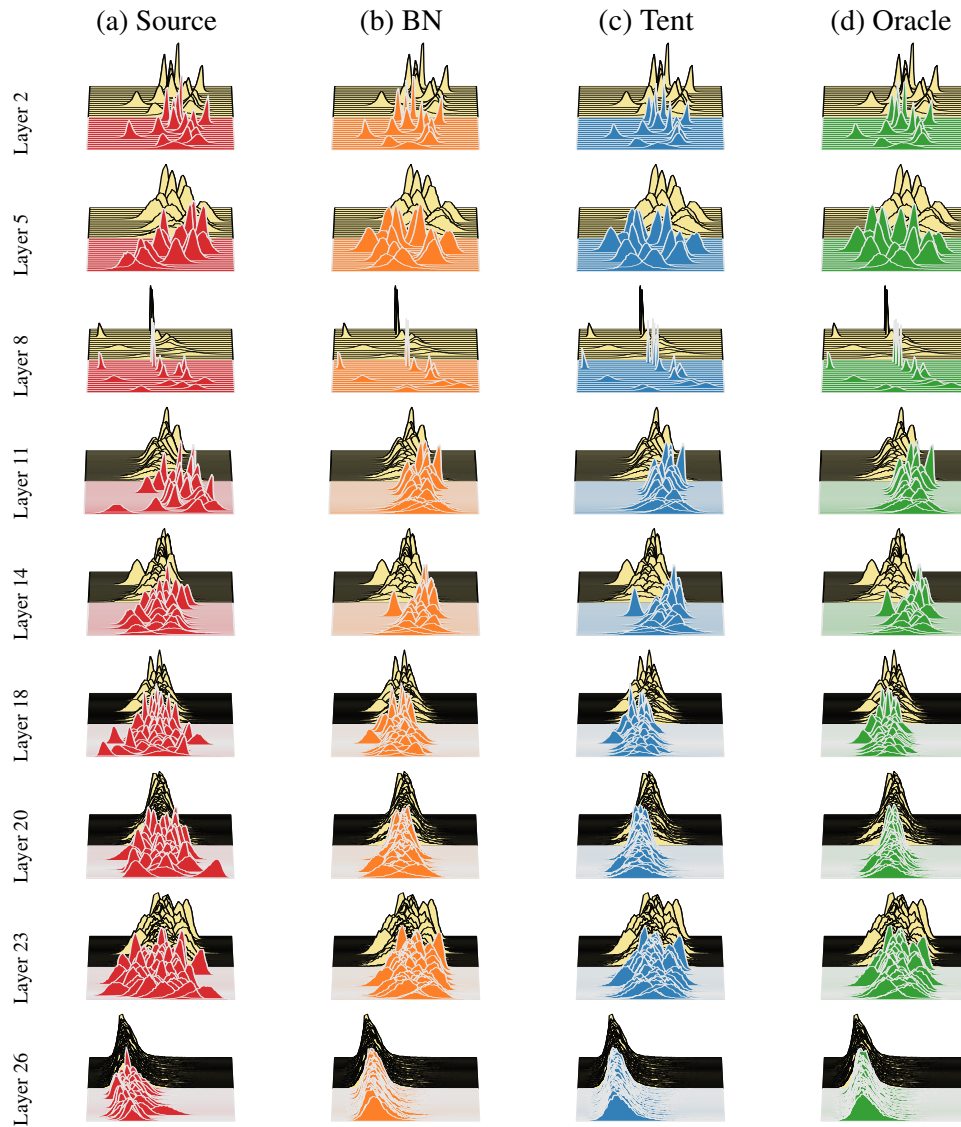 (a) Source (b) BN (c) Tent (d) Oracle
Layer 2
Layer 5
Layer 8
Layer 11
Layer 14
Layer 18
Layer 20
Layer 23
Layer 26